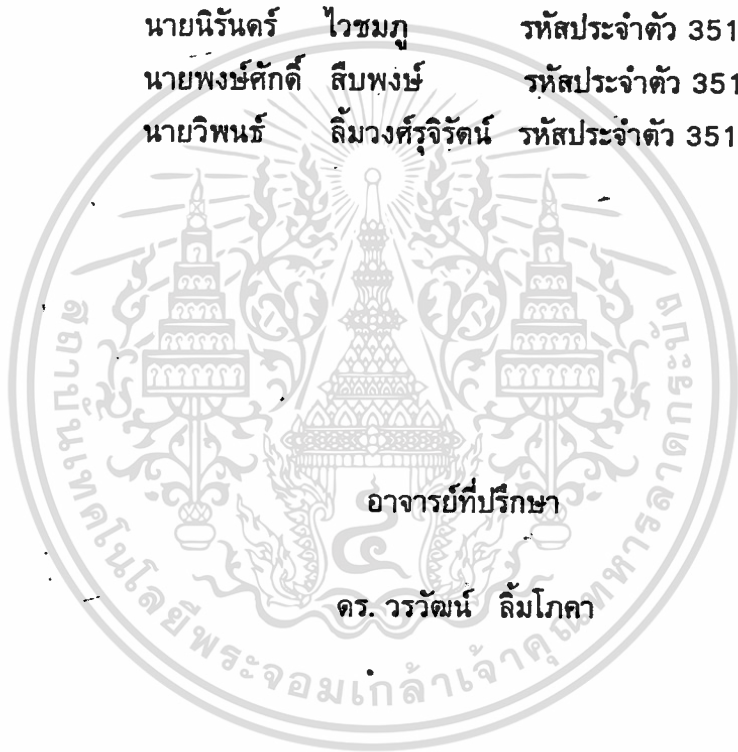 นายนิรันดร์ ไวชมภู รหัสประจำตัว 351
นายพงษ์ศักดิ์ สืบพงษ์ รหัสประจำตัว 351
นายวิพนธ์ ลิ้มวงศ์รุจิรัตน์ รหัสประจำตัว 351
อาจารย์ที่ปรึกษา
ดร. วรวัฒน์ ลิ้มโภคา
สถาบันเทคโนโลยีพระจอมเกล้าเจ้าคุณทหารลาดกระบัง